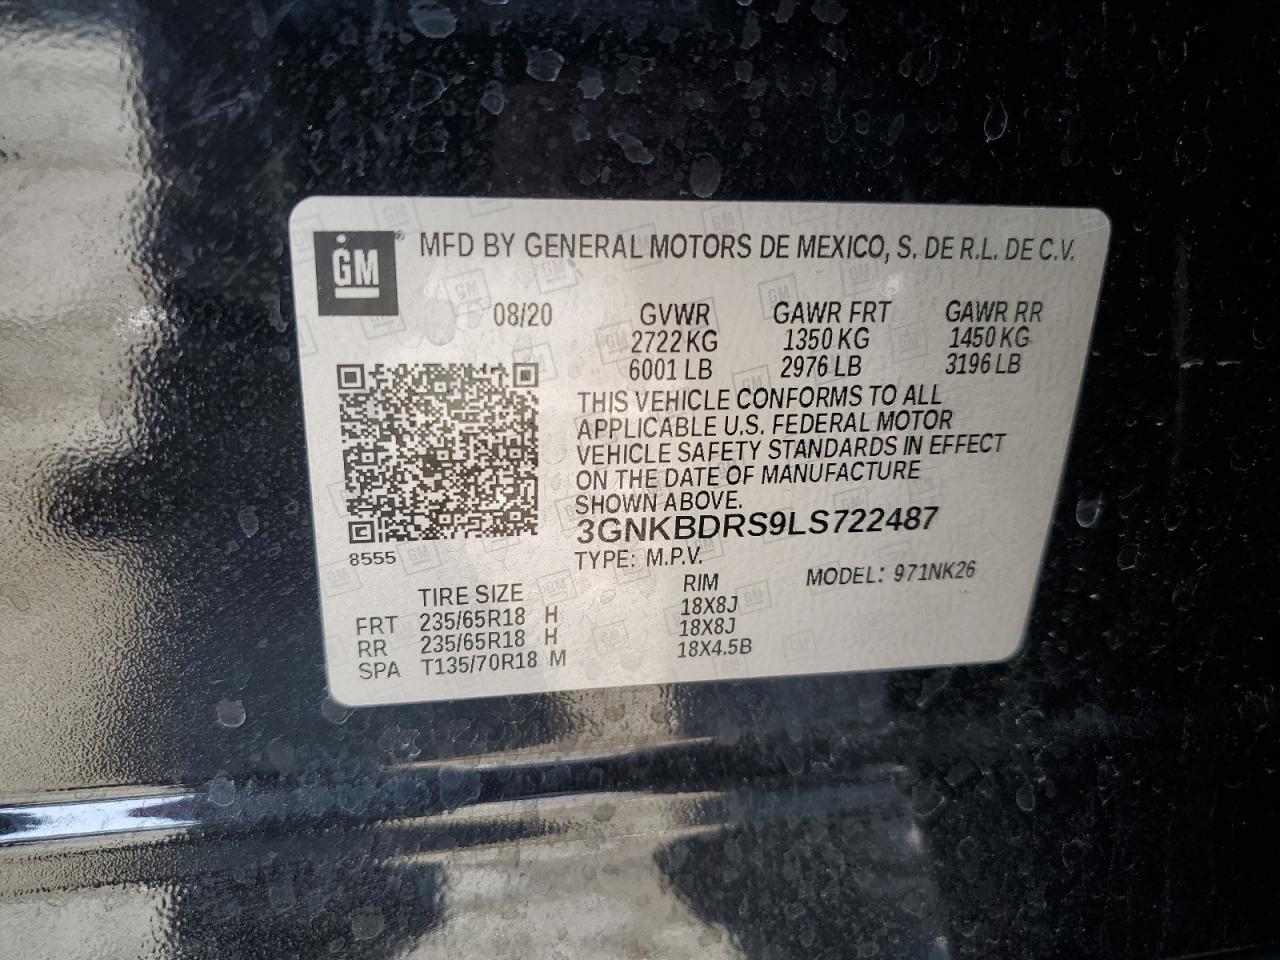 GM® MFD BY GENERAL MOTORS DE MEXICO, S. DE R.L. DE C.V.
08/20 GVWR GAWR FRT GAWR RR
2722 KG 1350 KG 1450 KG
6001 LB 2976 LB 3196 LB
THIS VEHICLE CONFORMS TO ALL
APPLICABLE U.S. FEDERAL MOTOR
VEHICLE SAFETY STANDARDS IN EFFECT
ON THE DATE OF MANUFACTURE
SHOWN ABOVE.
3GNKBDRS9LS722487
8555 TYPE: M.P.V. MODEL: 971NK26
TIRE SIZE RIM
FRT 235/65R18 H 18X8J
RR 235/65R18 H 18X8J
SPA T135/70R18 M 18X4.5B